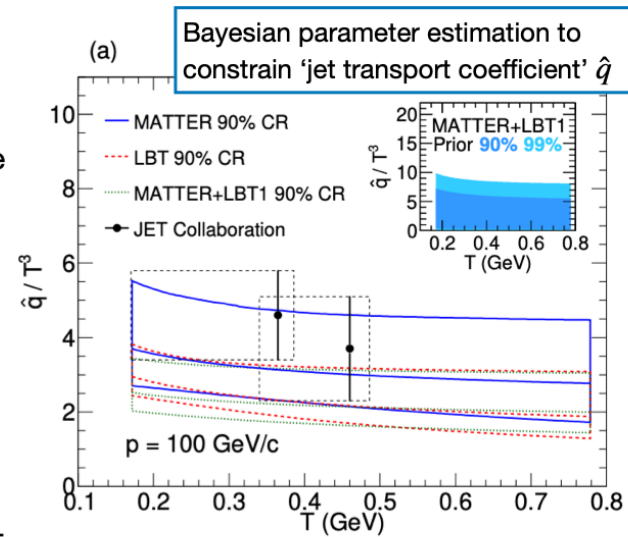 Bayesian parameter estimation to
constrain ‘jet transport coefficient’ q̂
(a)
e
MATTER 90% CR
LBT 90% CR
MATTER+LBT1 90% CR
JET Collaboration
MATTER+LBT1
Prior 90% 99%
q̂ / T³
20
15
10
5
0
0.2 0.4 0.6 0.8
T (GeV)
q̂ / T³
10
8
6
4
2
0
p = 100 GeV/c
0.1 0.2 0.3 0.4 0.5 0.6 0.7 0.8
T (GeV)